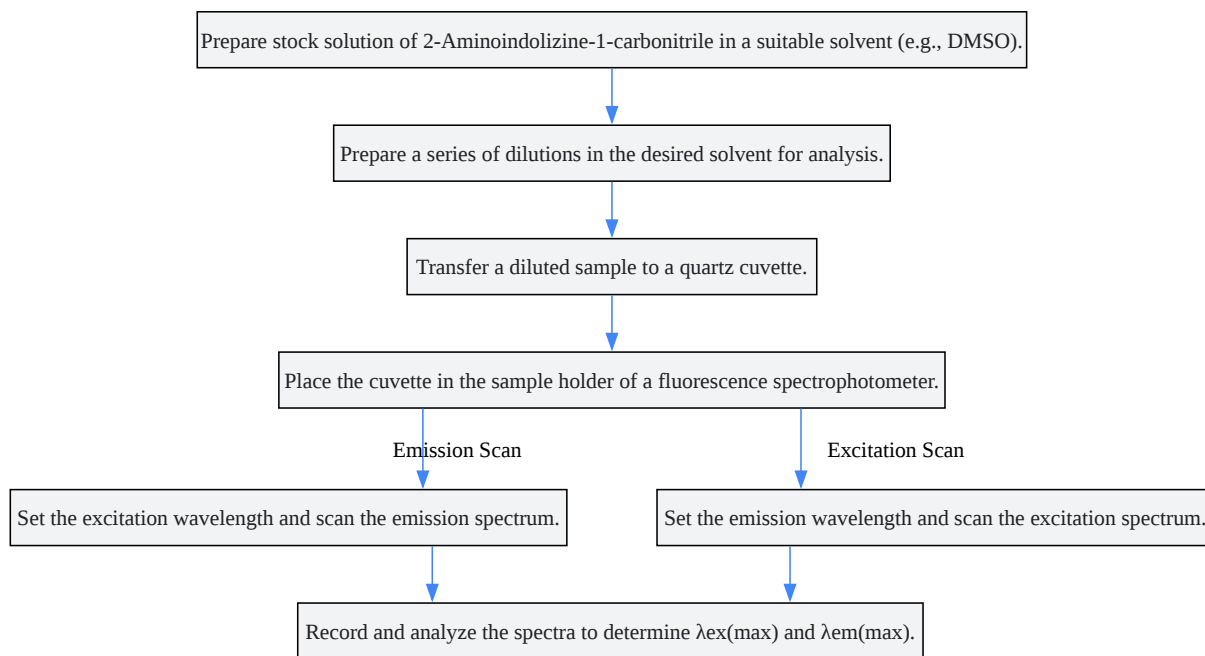 Prepare stock solution of 2-Aminoindolizine-1-carbonitrile in a suitable solvent (e.g., DMSO).
Prepare a series of dilutions in the desired solvent for analysis.
Transfer a diluted sample to a quartz cuvette.
Place the cuvette in the sample holder of a fluorescence spectrophotometer.
Emission Scan
Excitation Scan
Set the excitation wavelength and scan the emission spectrum.
Set the emission wavelength and scan the excitation spectrum.
Record and analyze the spectra to determine λex(max) and λem(max).